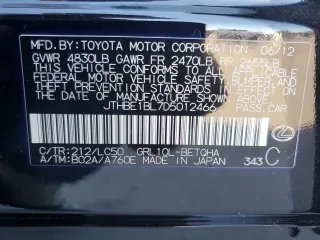 MFD. BY: TOYOTA MOTOR CORPORATION 06/12
GVWR 4830LB GAWR FR 2470LB RR 2655LB
THIS VEHICLE CONFORMS TO ALL APPLICABLE
FEDERAL MOTOR VEHICLE SAFETY, BUMPER, AND
THEFT PREVENTION STANDARDS IN EFFECT ON
THE DATE OF MANUFACTURE SHOWN ABOVE.
JTHBE1BL7D5012466 PASS. CAR
C/TR: 212/LC50 GRL10L-BETQHA
A/TM: B02A/A760E MADE IN JAPAN 343 C